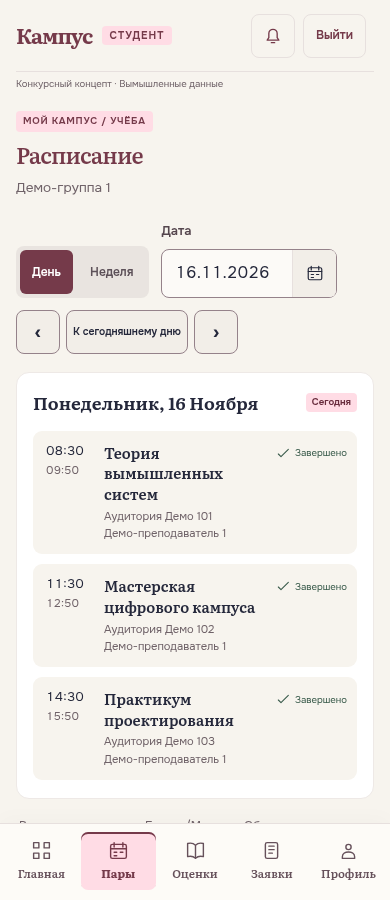 Кампус
СТУДЕНТ
Выйти
Конкурсный концепт · Вымышленные данные
МОЙ КАМПУС / УЧЁБА
Расписание
Демо-группа 1
Дата
День
Неделя
16.11.2026
‹
К сегодняшнему дню
›
Понедельник, 16 Ноября
Сегодня
08:30
09:50
Теория
вымышленных
систем
Аудитория Демо 101
Демо-преподаватель 1
Завершено
11:30
12:50
Мастерская
цифрового кампуса
Аудитория Демо 102
Демо-преподаватель 1
Завершено
14:30
15:50
Практикум
проектирования
Аудитория Демо 103
Демо-преподаватель 1
Завершено
Главная
Пары
Оценки
Заявки
Профиль